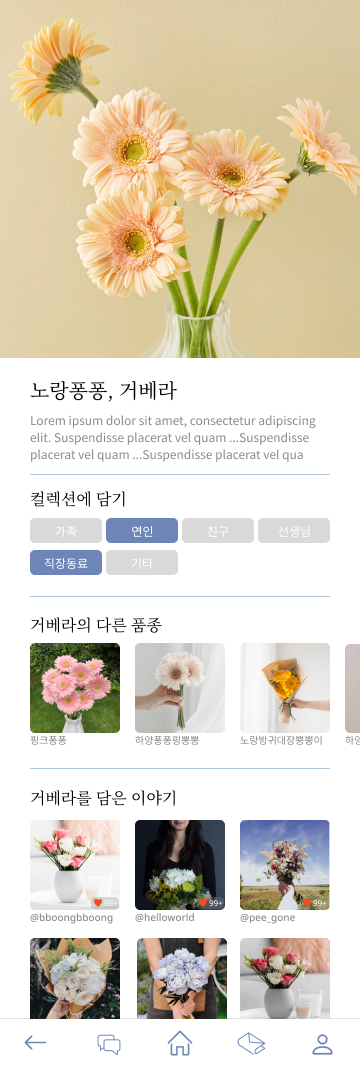 노랑퐁퐁, 거베라
Lorem ipsum dolor sit amet, consectetur adipiscing
elit. Suspendisse placerat vel quam ...Suspendisse
placerat vel quam ...Suspendisse placerat vel qua
컬렉션에 담기
가족 연인 친구 선생님
직장동료 기타
거베라의 다른 품종
핑크퐁퐁 하양퐁퐁핑뽕뽕 노랑방귀대장뿡뿡이 하양
거베라를 담은 이야기
99+ 99+ 99+
@bboongbboong @helloworld @pee_gone